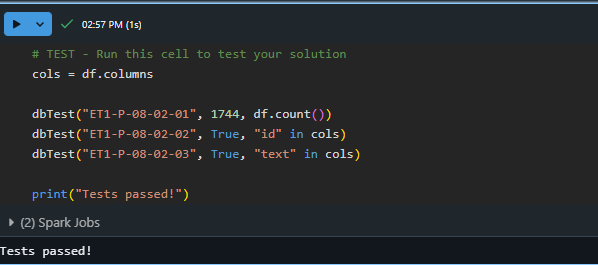 02:57 PM (1s)
# TEST - Run this cell to test your solution
cols = df.columns
dbTest("ET1-P-08-02-01", 1744, df.count())
dbTest("ET1-P-08-02-02", True, "id" in cols)
dbTest("ET1-P-08-02-03", True, "text" in cols)
print("Tests passed!")
(2) Spark Jobs
Tests passed!